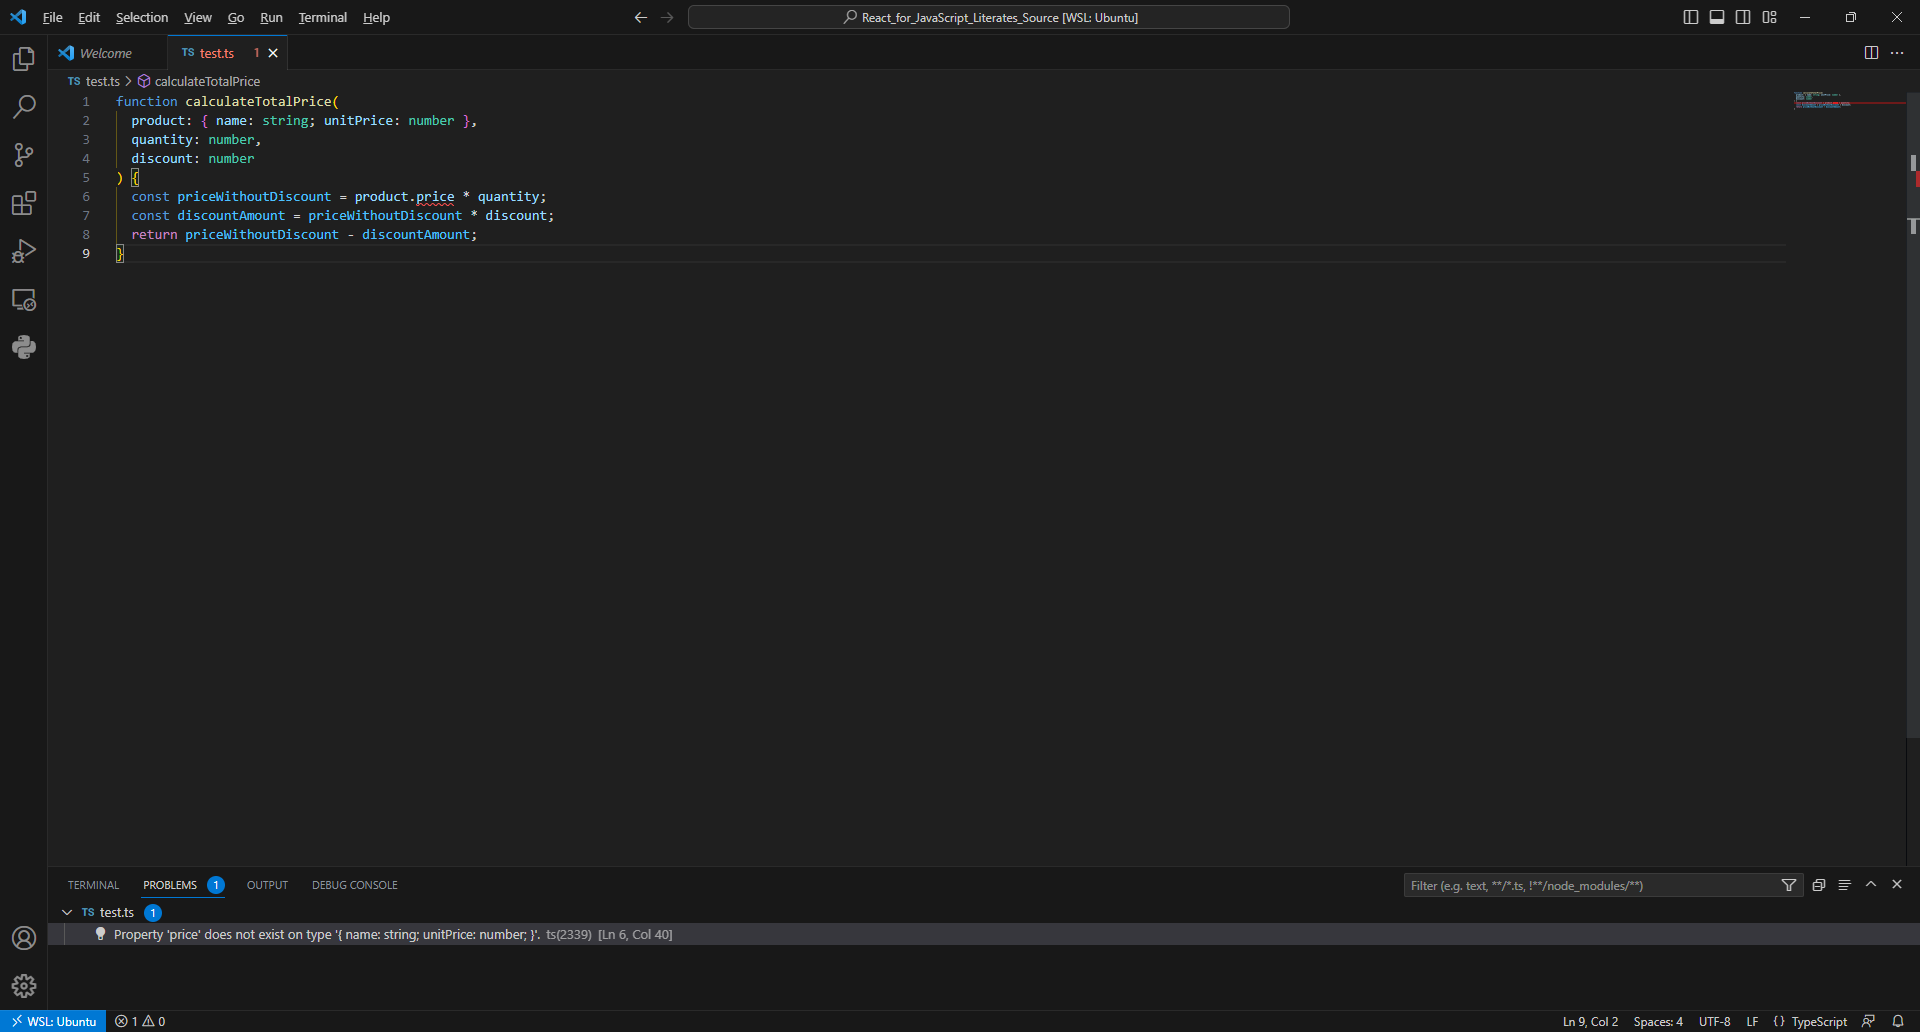 File Edit Selection View Go Run Terminal Help
React_for_JavaScript_Literates_Source [WSL: Ubuntu]
Welcome
TS test.ts 1
TS test.ts > calculateTotalPrice
1 function calculateTotalPrice(
2 product: { name: string; unitPrice: number },
3 quantity: number,
4 discount: number
5 ) {
6 const priceWithoutDiscount = product.price * quantity;
7 const discountAmount = priceWithoutDiscount * discount;
8 return priceWithoutDiscount - discountAmount;
9 }
TERMINAL PROBLEMS 1 OUTPUT DEBUG CONSOLE
Filter (e.g. text, **/*.ts, !**/node_modules/**)
TS test.ts 1
Property 'price' does not exist on type '{ name: string; unitPrice: number; }'. ts(2339) [Ln 6, Col 40]
WSL: Ubuntu 1 0
Ln 9, Col 2 Spaces: 4 UTF-8 LF {} TypeScript